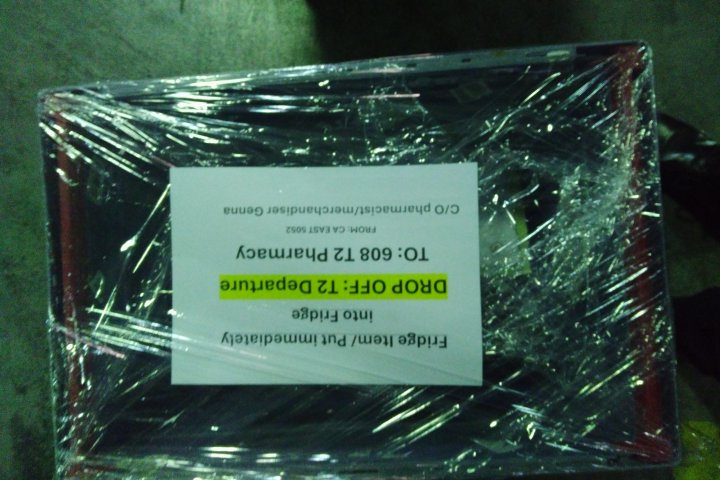 Fridge Item/ Put immediately
into Fridge
DROP OFF: T2 Departure
TO: 608 T2 Pharmacy
FROM: CA EAST 5052
C/O pharmacist/merchandiser Genna